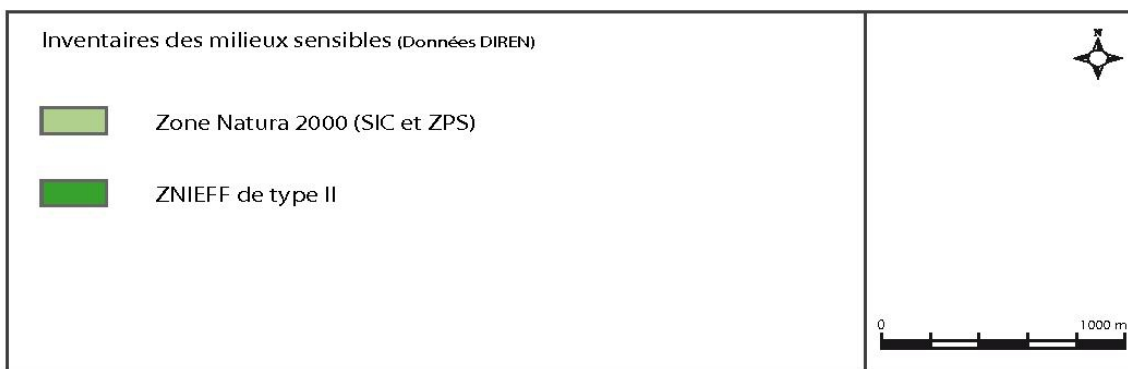 Inventaires des milieux sensibles (Données DIREN)
N
Zone Natura 2000 (SIC et ZPS)
ZNIEFF de type II
0 1000 m